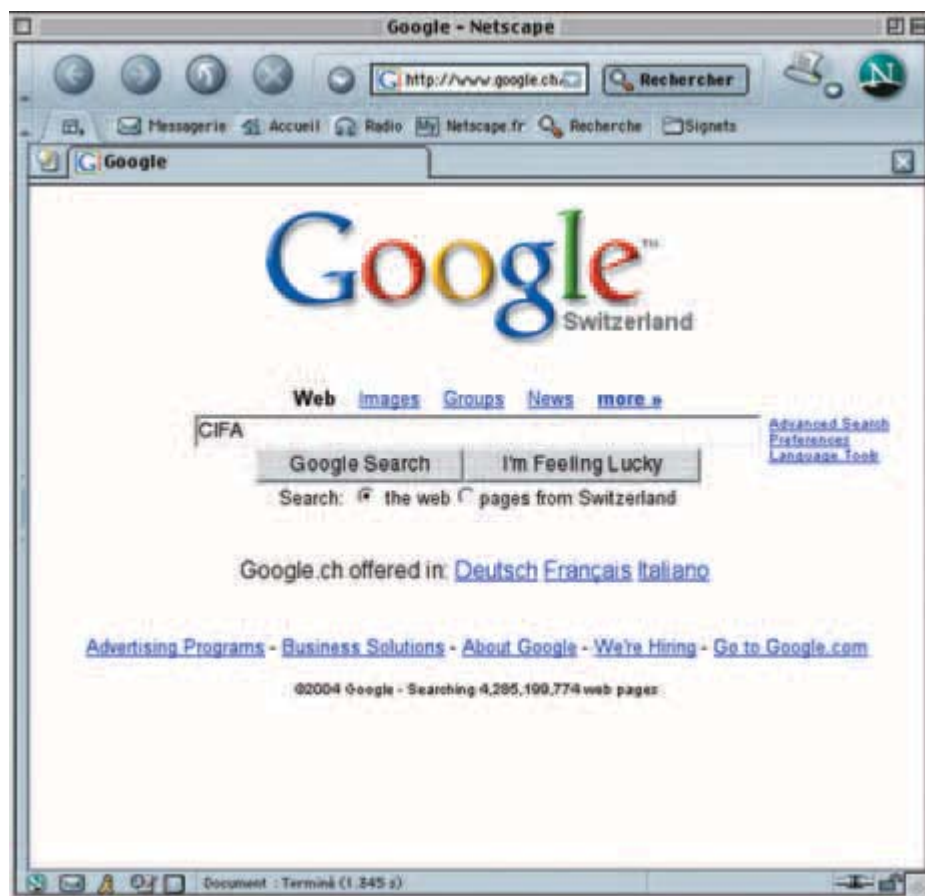 Google - Netscape
http://www.google.ch/ Rechercher N
Messagerie Accueil Radio My Netscape.fr Recherche Signets
G Google
Google™
Switzerland
Web Images Groups News more »
CIFA
Advanced Search
Preferences
Language Tools
Google Search I'm Feeling Lucky
Search: the web pages from Switzerland
Google.ch offered in: Deutsch Français Italiano
Advertising Programs - Business Solutions - About Google - We're Hiring - Go to Google.com
©2004 Google - Searching 4,285,199,774 web pages
Document : Terminé (1.345 s)